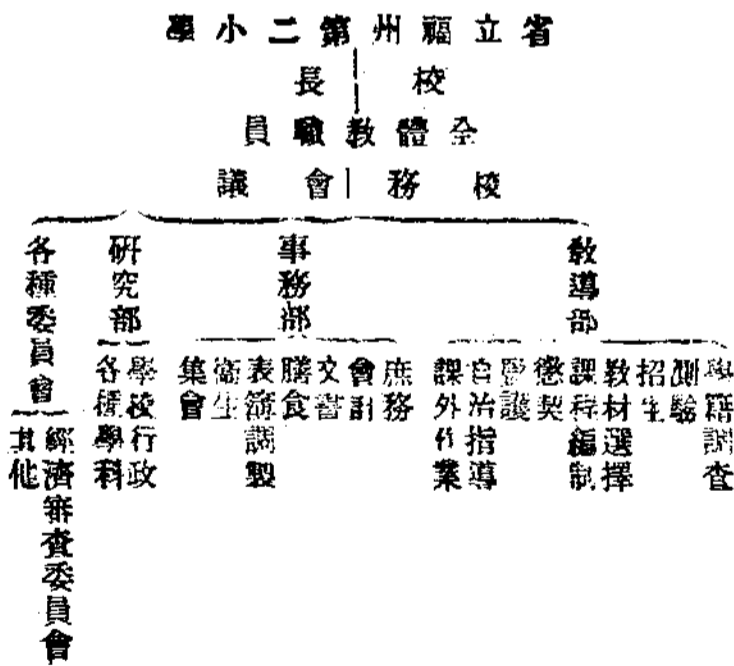 省立福州第二小學
校長
全體教職員
校務會議
教導部
學籍調查
測驗
招生
教材選擇
課程編制
懲奬
監護
自治指導
課外作業
事務部
庶務
會計
文書
膳食
表簿調製
衛生
集會
研究部
學校行政
各種學科
各種委員會
經濟審查委員會
其他